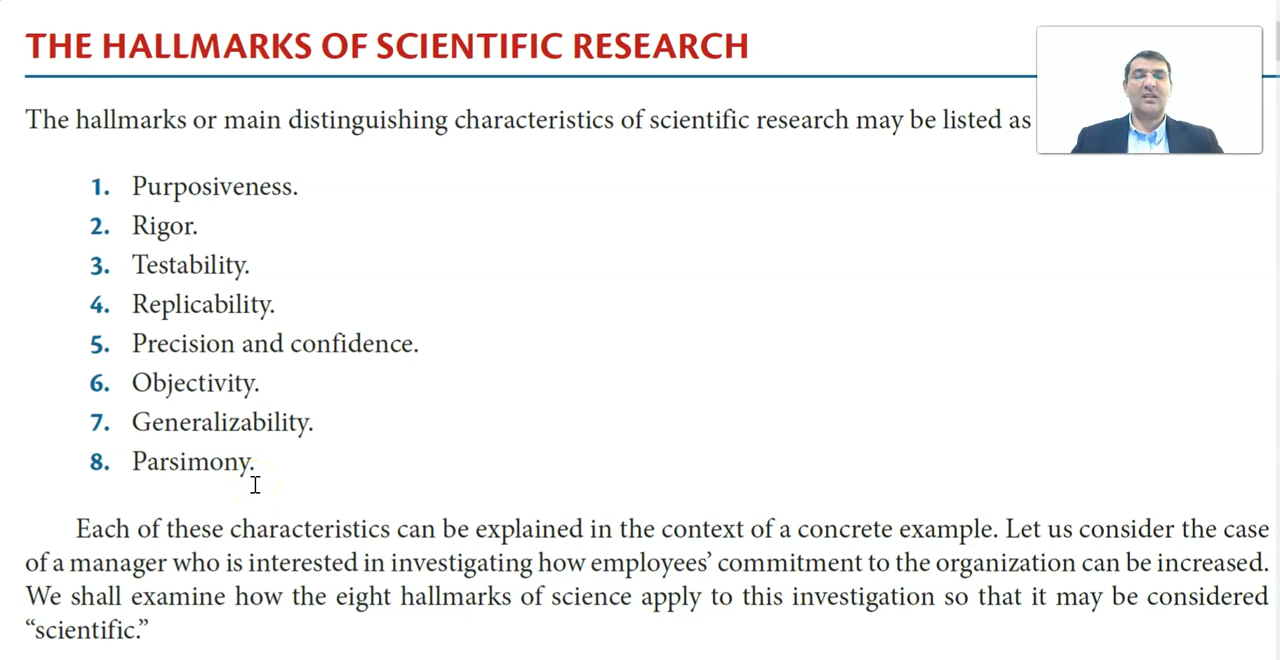 THE HALLMARKS OF SCIENTIFIC RESEARCH
The hallmarks or main distinguishing characteristics of scientific research may be listed as
1. Purposiveness.
2. Rigor.
3. Testability.
4. Replicability.
5. Precision and confidence.
6. Objectivity.
7. Generalizability.
8. Parsimony.
Each of these characteristics can be explained in the context of a concrete example. Let us consider the case
of a manager who is interested in investigating how employees’ commitment to the organization can be increased.
We shall examine how the eight hallmarks of science apply to this investigation so that it may be considered
“scientific.”